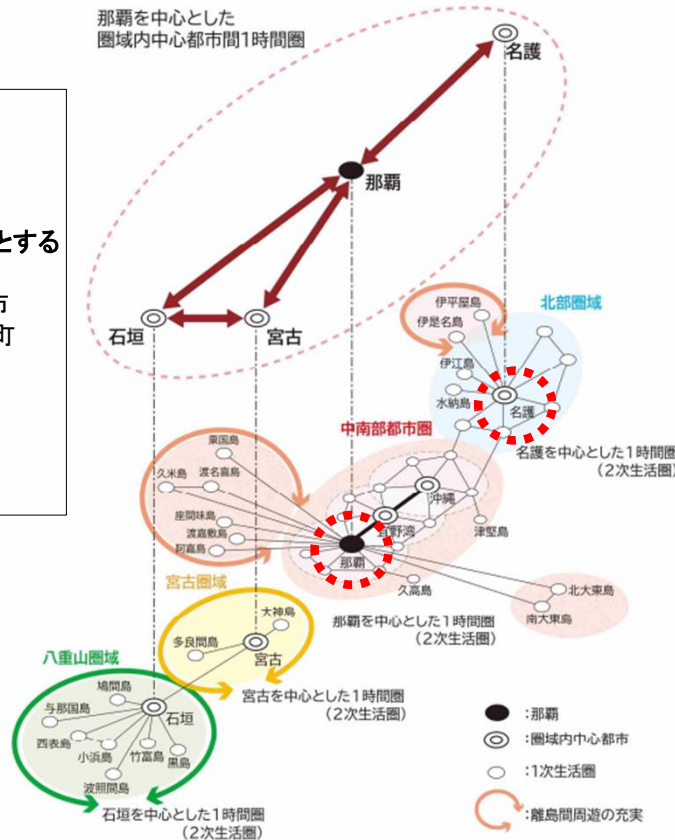 那覇を中心とした
圏域内中心都市間1時間圏
名護
那覇
とする
市
町
石垣
宮古
伊平屋島
伊是名島
北部圏域
伊江島
水納島
名護
中南部都市圏
名護を中心とした1時間圏
(2次生活圏)
粟国島
久米島
渡名喜島
沖縄
座間味島
宜野湾
津堅島
渡嘉敷島
阿嘉島
那覇
宮古圏域
久高島
北大東島
南大東島
大神島
那覇を中心とした1時間圏
(2次生活圏)
多良間島
宮古
八重山圏域
宮古を中心とした1時間圏
(2次生活圏)
鳩間島
与那国島
石垣
:那覇
西表島
:圏域内中心都市
小浜島
竹富島
黒島
:1次生活圏
波照間島
石垣を中心とした1時間圏
(2次生活圏)
:離島間周遊の充実